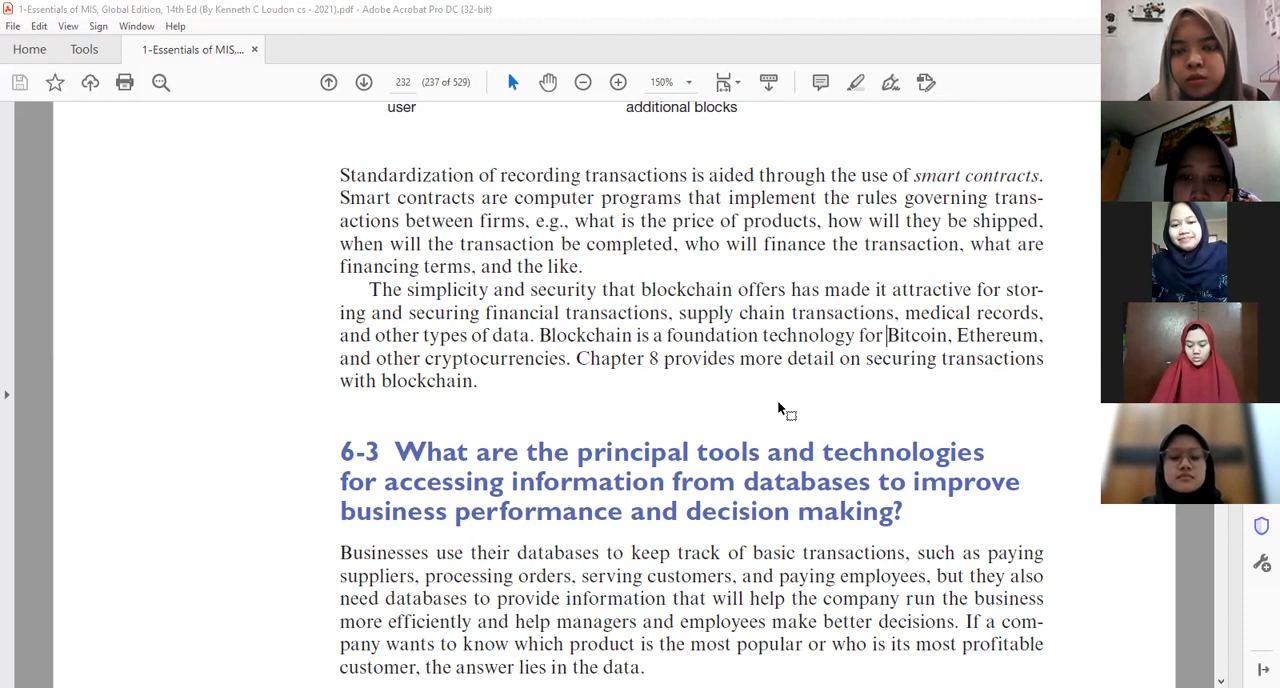 1-Essentials of MIS, Global Edition, 14th Ed (By Kenneth C Loudon cs - 2021).pdf - Adobe Acrobat Pro DC (32-bit)
File Edit View Sign Window Help
Home Tools 1-Essentials of MIS,... ×
232 (237 of 529) 150%
user additional blocks
Standardization of recording transactions is aided through the use of smart contracts.
Smart contracts are computer programs that implement the rules governing trans-
actions between firms, e.g., what is the price of products, how will they be shipped,
when will the transaction be completed, who will finance the transaction, what are
financing terms, and the like.
The simplicity and security that blockchain offers has made it attractive for stor-
ing and securing financial transactions, supply chain transactions, medical records,
and other types of data. Blockchain is a foundation technology for Bitcoin, Ethereum,
and other cryptocurrencies. Chapter 8 provides more detail on securing transactions
with blockchain.
6-3 What are the principal tools and technologies
for accessing information from databases to improve
business performance and decision making?
Businesses use their databases to keep track of basic transactions, such as paying
suppliers, processing orders, serving customers, and paying employees, but they also
need databases to provide information that will help the company run the business
more efficiently and help managers and employees make better decisions. If a com-
pany wants to know which product is the most popular or who is its most profitable
customer, the answer lies in the data.